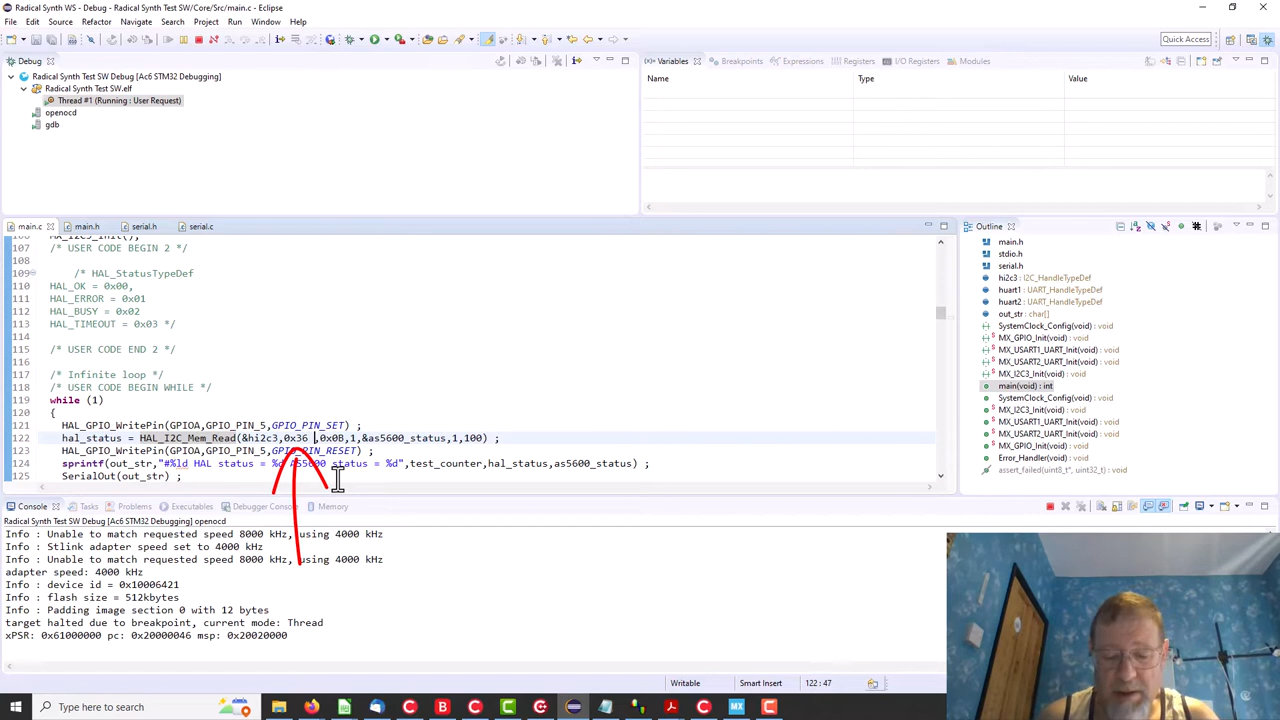 Radical Synth WS - Debug - Radical Synth Test SW/Core/Src/main.c - Eclipse
File Edit Source Refactor Navigate Search Project Run Window Help
Quick Access
Debug
Radical Synth Test SW Debug [Ac6 STM32 Debugging]
Radical Synth Test SW.elf
Thread #1 (Running : User Request)
openocd
gdb
Variables Breakpoints Expressions Registers I/O Registers Modules
Name Type Value
main.c main.h serial.h serial.c
107 /* USER CODE BEGIN 2 */
108
109 /* HAL_StatusTypeDef
110 HAL_OK = 0x00,
111 HAL_ERROR = 0x01
112 HAL_BUSY = 0x02
113 HAL_TIMEOUT = 0x03 */
114
115 /* USER CODE END 2 */
116
117 /* Infinite loop */
118 /* USER CODE BEGIN WHILE */
119 while (1)
120 {
121 HAL_GPIO_WritePin(GPIOA,GPIO_PIN_5,GPIO_PIN_SET) ;
122 hal_status = HAL_I2C_Mem_Read(&hi2c3,0x36 ,0x0B,1,&as5600_status,1,100) ;
123 HAL_GPIO_WritePin(GPIOA,GPIO_PIN_5,GPIO_PIN_RESET) ;
124 sprintf(out_str,"#%ld HAL status = %d AS5600 status = %d",test_counter,hal_status,as5600_status) ;
125 SerialOut(out_str) ;
Outline
main.h
stdio.h
serial.h
hi2c3 : I2C_HandleTypeDef
huart1 : UART_HandleTypeDef
huart2 : UART_HandleTypeDef
out_str : char[]
SystemClock_Config(void) : void
MX_GPIO_Init(void) : void
MX_USART1_UART_Init(void) : void
MX_USART2_UART_Init(void) : void
MX_I2C3_Init(void) : void
main(void) : int
SystemClock_Config(void) : void
MX_I2C3_Init(void) : void
MX_USART1_UART_Init(void) : void
MX_USART2_UART_Init(void) : void
MX_GPIO_Init(void) : void
Error_Handler(void) : void
assert_failed(uint8_t*, uint32_t) : void
Console Tasks Problems Executables Debugger Console Memory
Radical Synth Test SW Debug [Ac6 STM32 Debugging] openocd
Info : Unable to match requested speed 8000 kHz, using 4000 kHz
Info : Stlink adapter speed set to 4000 kHz
Info : Unable to match requested speed 8000 kHz, using 4000 kHz
adapter speed: 4000 kHz
Info : device id = 0x10006421
Info : flash size = 512kbytes
Info : Padding image section 0 with 12 bytes
target halted due to breakpoint, current mode: Thread
xPSR: 0x61000000 pc: 0x20000046 msp: 0x20020000
Writable Smart Insert 122 : 47
Type here to search